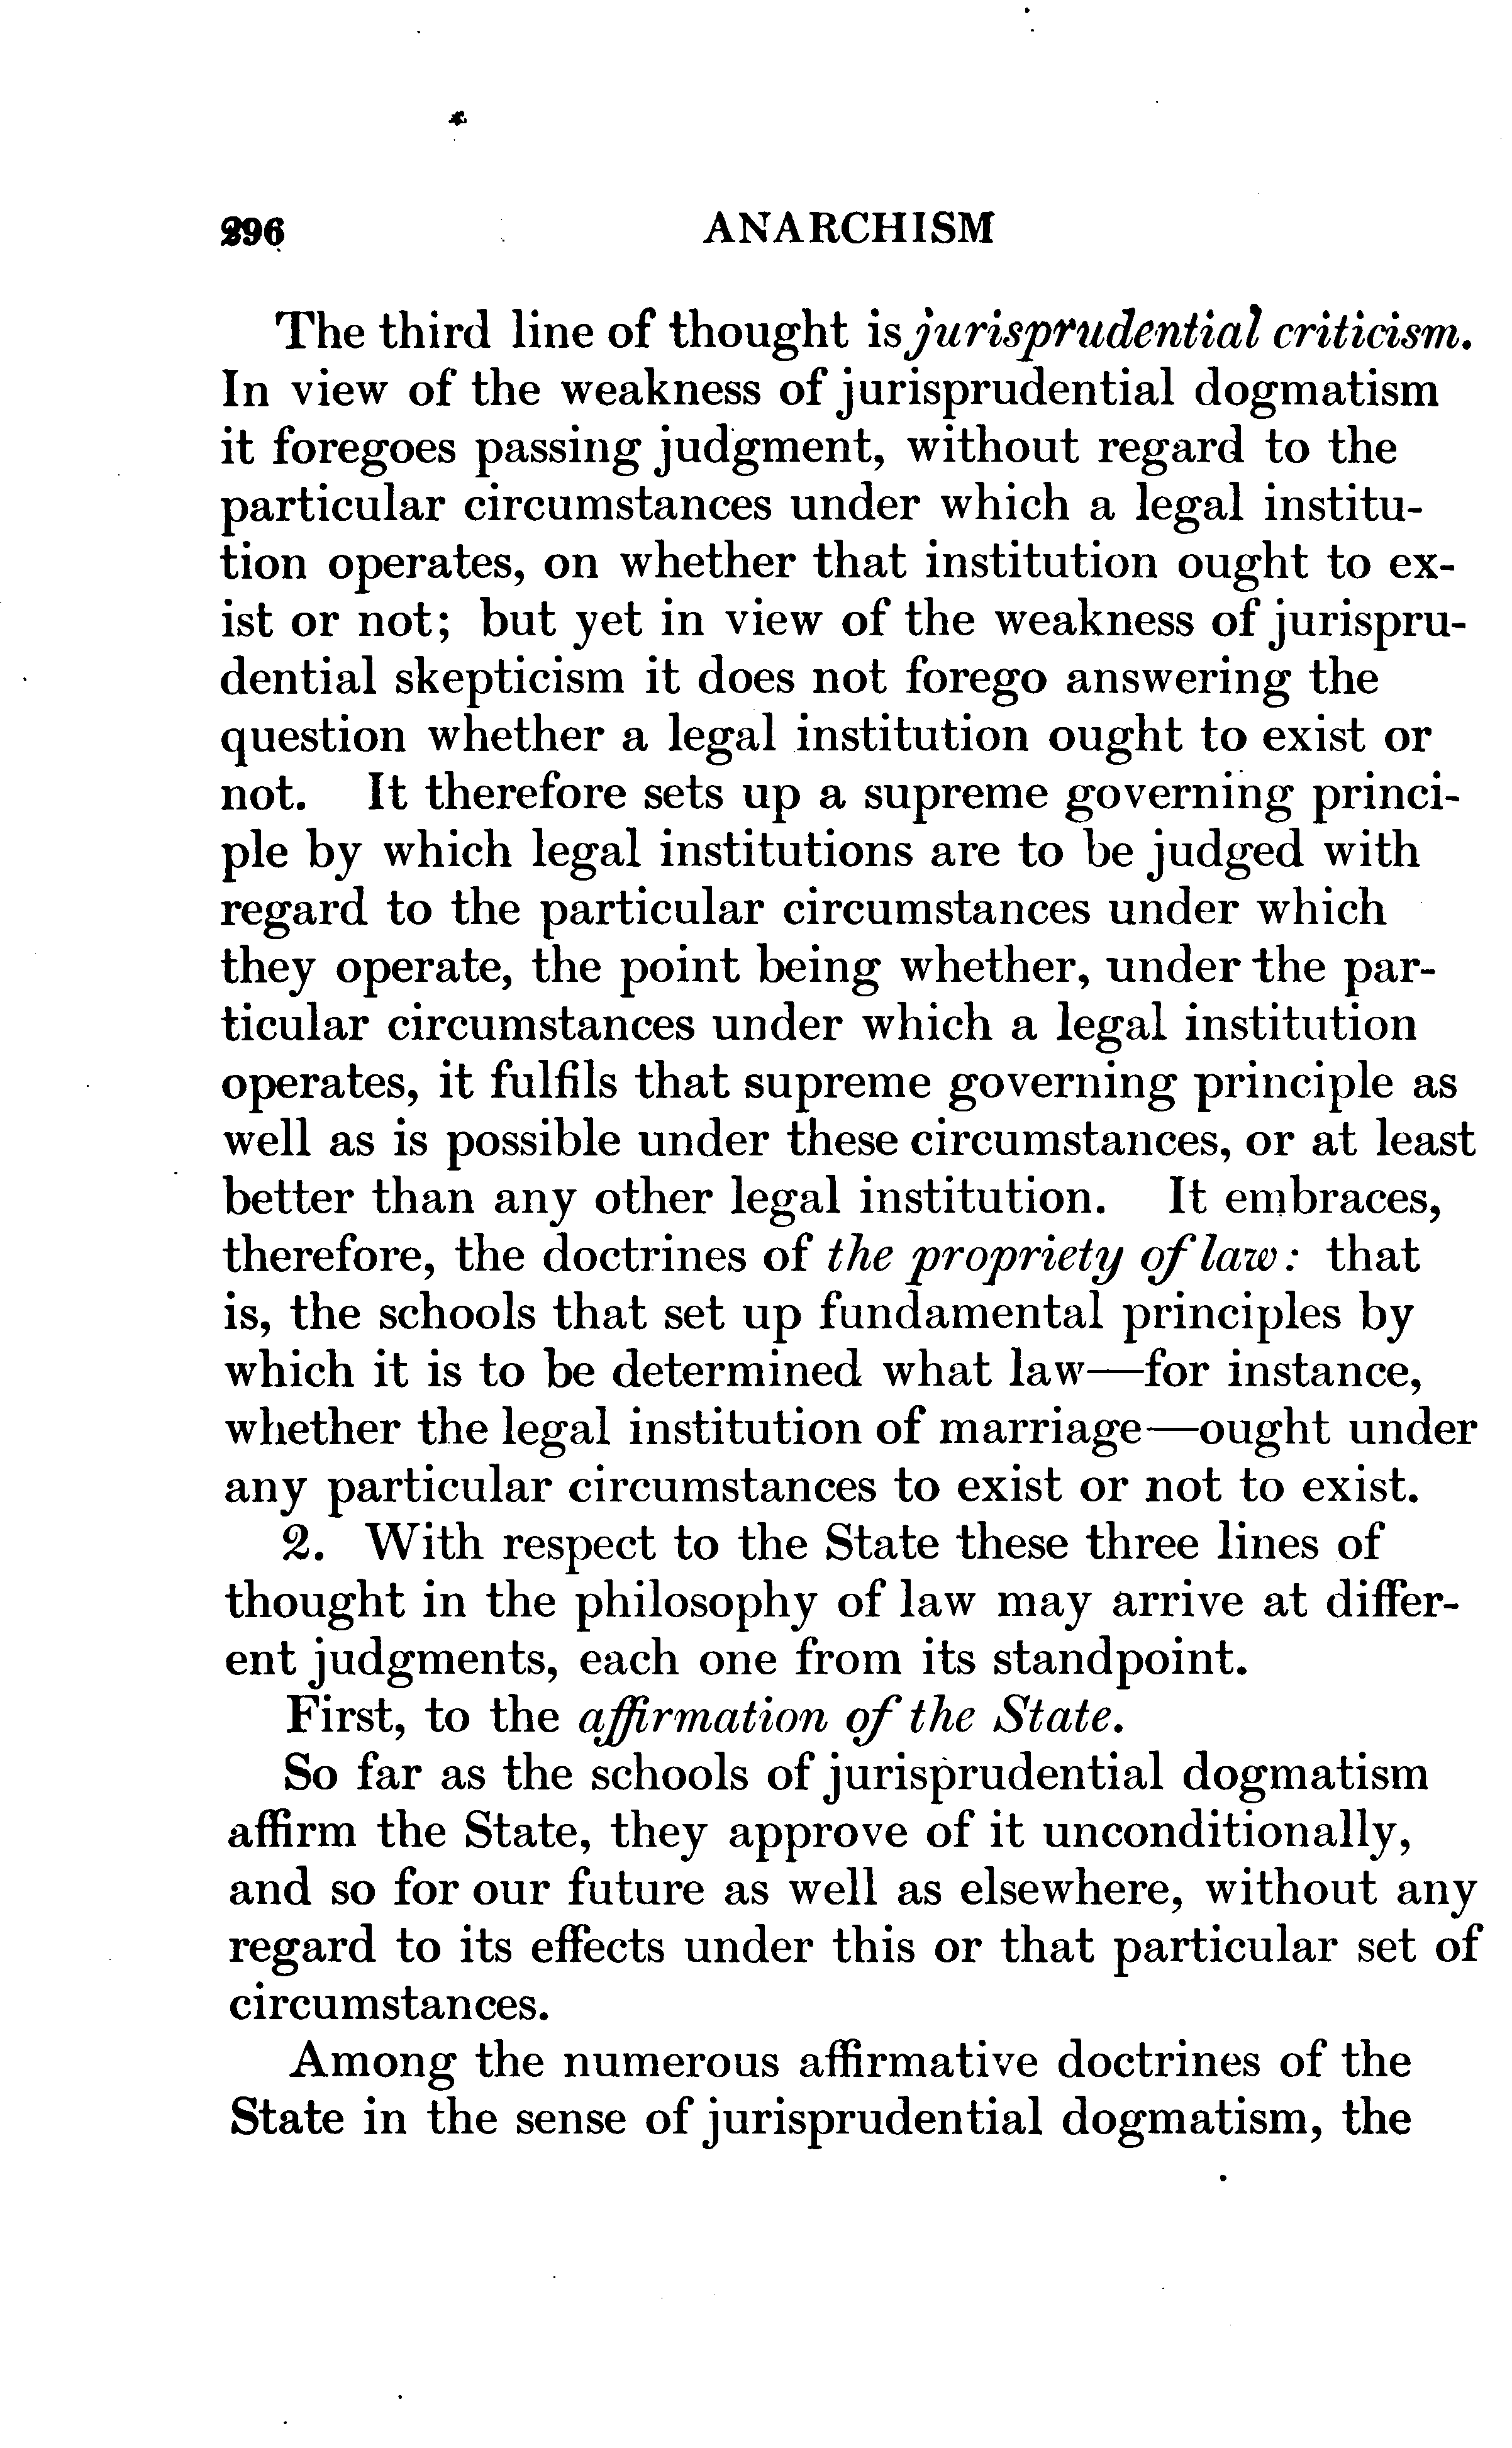 296 ANARCHISM
The third line of thought is jurisprudential criticism.
In view of the weakness of jurisprudential dogmatism
it foregoes passing judgment, without regard to the
particular circumstances under which a legal institu-
tion operates, on whether that institution ought to ex-
ist or not; but yet in view of the weakness of jurispru-
dential skepticism it does not forego answering the
question whether a legal institution ought to exist or
not. It therefore sets up a supreme governing princi-
ple by which legal institutions are to be judged with
regard to the particular circumstances under which
they operate, the point being whether, under the par-
ticular circumstances under which a legal institution
operates, it fulfils that supreme governing principle as
well as is possible under these circumstances, or at least
better than any other legal institution. It embraces,
therefore, the doctrines of the propriety of law: that
is, the schools that set up fundamental principles by
which it is to be determined what law—for instance,
whether the legal institution of marriage—ought under
any particular circumstances to exist or not to exist.
2. With respect to the State these three lines of
thought in the philosophy of law may arrive at differ-
ent judgments, each one from its standpoint.
First, to the affirmation of the State.
So far as the schools of jurisprudential dogmatism
affirm the State, they approve of it unconditionally,
and so for our future as well as elsewhere, without any
regard to its effects under this or that particular set of
circumstances.
Among the numerous affirmative doctrines of the
State in the sense of jurisprudential dogmatism, the